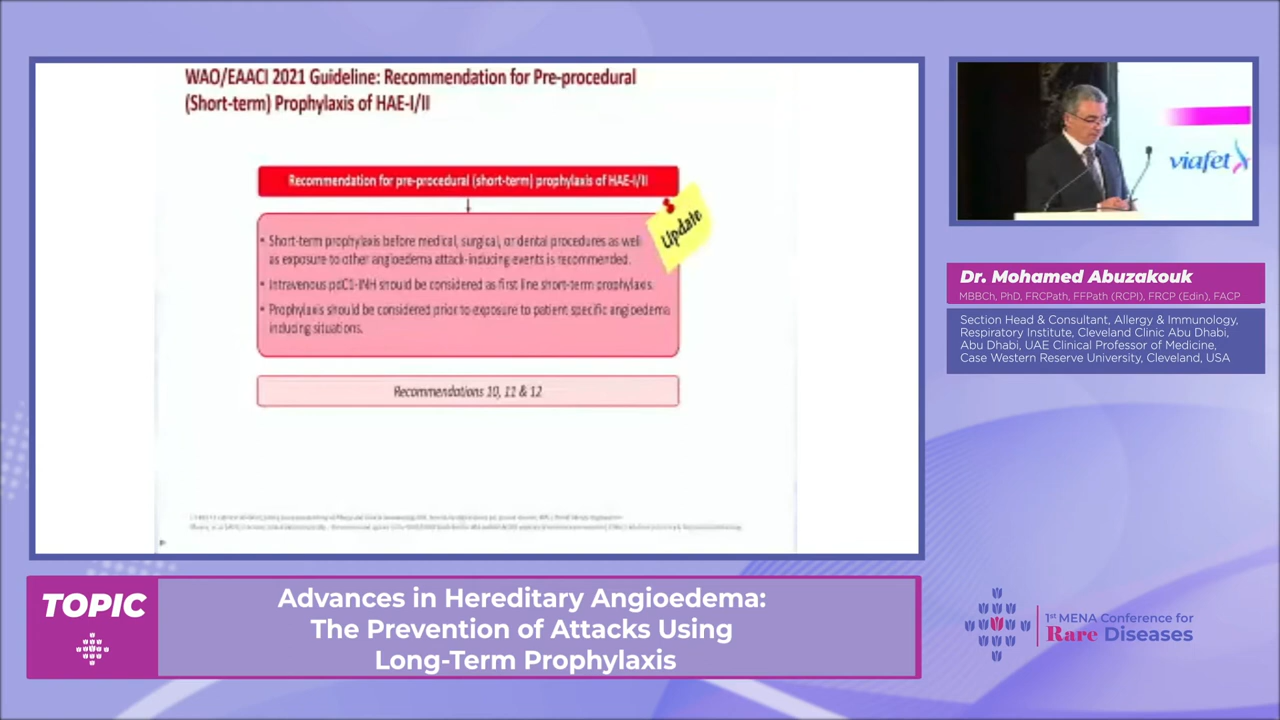 WAO/EAACI 2021 Guideline: Recommendation for Pre-procedural
(Short-term) Prophylaxis of HAE-I/II
Recommendation for pre-procedural (short-term) prophylaxis of HAE-I/II
Update
• Short-term prophylaxis before medical, surgical, or dental procedures as well
as exposure to other angioedema attack-inducing events is recommended.
• Intravenous pdC1-INH should be considered as first line short-term prophylaxis.
• Prophylaxis should be considered prior to exposure to patient specific angioedema
inducing situations.
Recommendations 10, 11 & 12
viafet
Dr. Mohamed Abuzakouk
MBBCh, PhD, FRCPath, FFPath (RCPI), FRCP (Edin), FACP
Section Head & Consultant, Allergy & Immunology,
Respiratory Institute, Cleveland Clinic Abu Dhabi,
Abu Dhabi, UAE Clinical Professor of Medicine,
Case Western Reserve University, Cleveland, USA
TOPIC
Advances in Hereditary Angioedema:
The Prevention of Attacks Using
Long-Term Prophylaxis
1st MENA Conference for
Rare Diseases